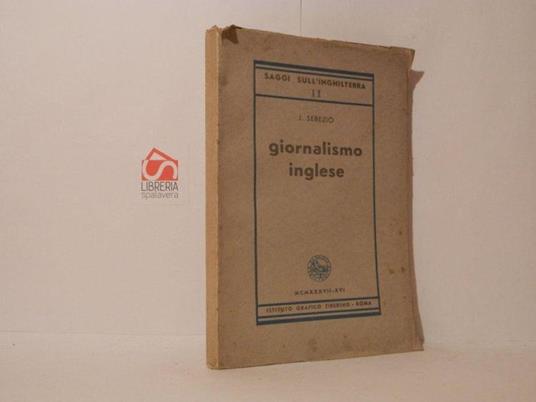 SAGGI SULL'INGHILTERRA
II
J. SEBEZIO
giornalismo
inglese
MCMXXXVII-XVI
ISTITUTO GRAFICO TIBERINO - ROMA
LIBRERIA
spalavera